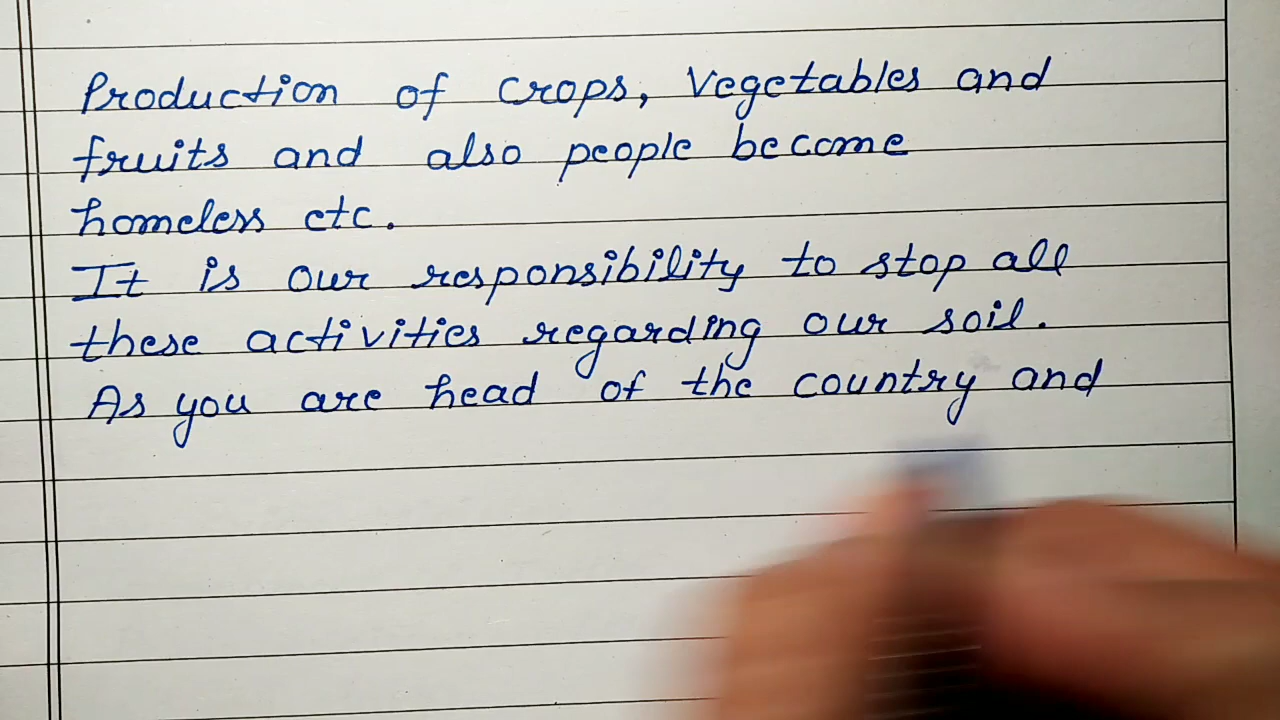 Production of crops, Vegetables and
fruits and also people become
homeless etc.
It is our responsibility to stop all
these activities regarding our soil.
As you are head of the country and